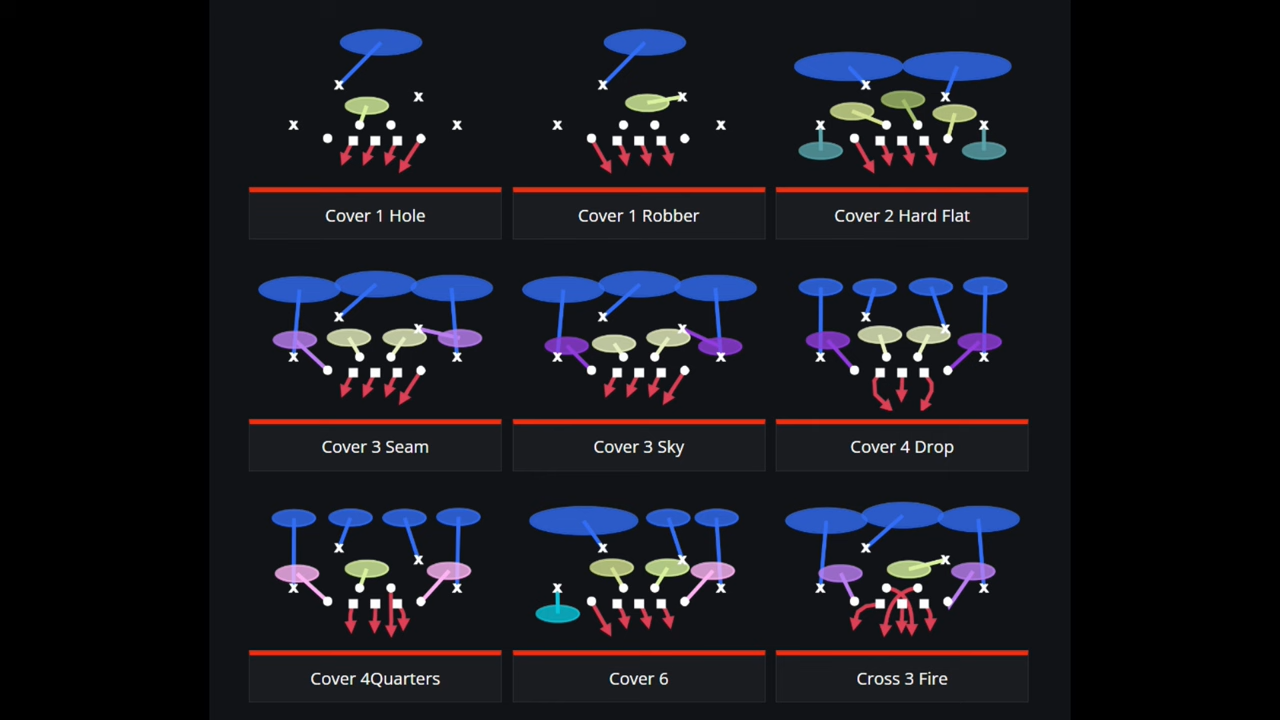 Cover 1 Hole
Cover 1 Robber
Cover 2 Hard Flat
Cover 3 Seam
Cover 3 Sky
Cover 4 Drop
Cover 4Quarters
Cover 6
Cross 3 Fire